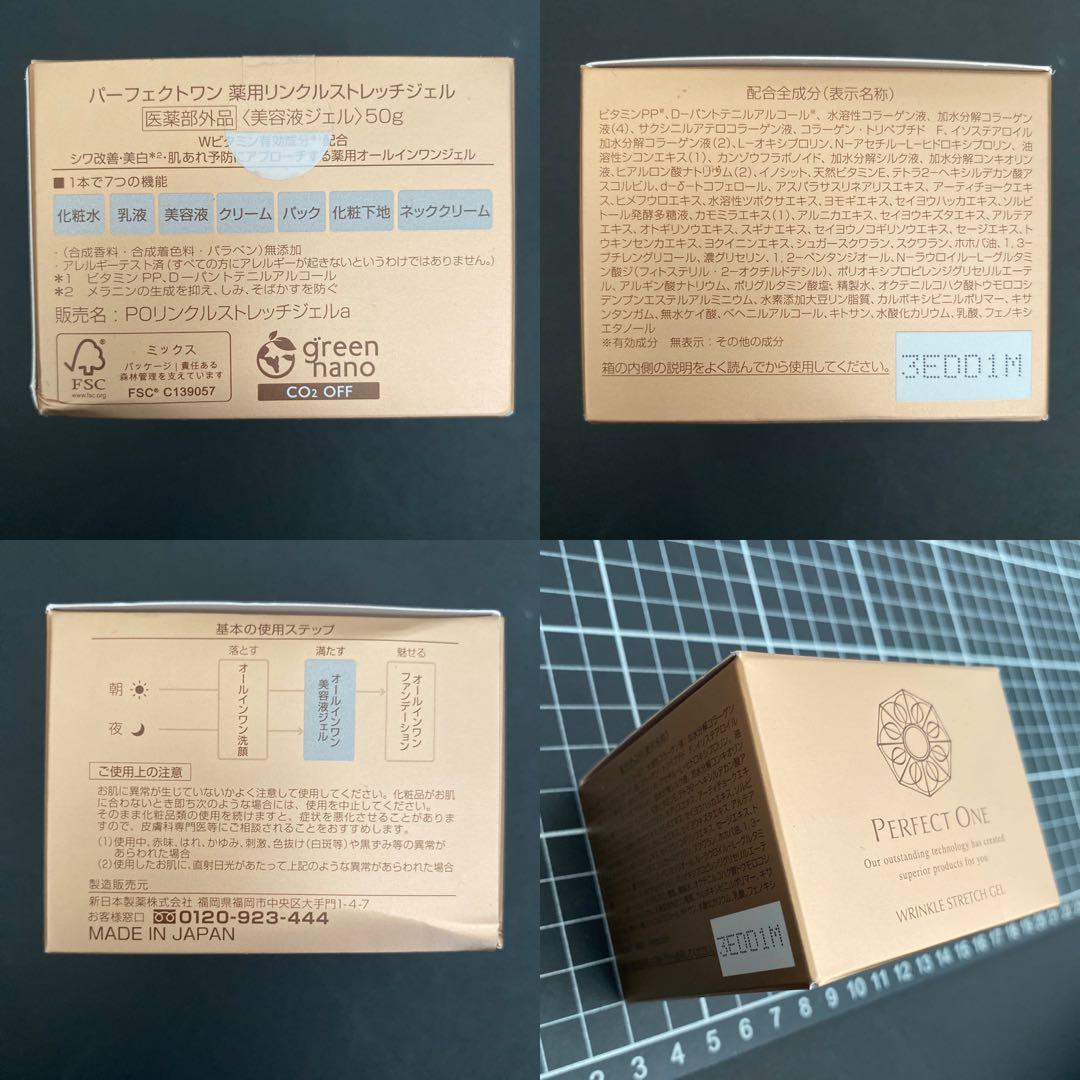 パーフェクトワン 薬用リンクルストレッチジェル
医薬部外品 〈美容液ジェル〉50g
Wビタミン有効成分*¹配合
シワ改善・美白*²・肌あれ予防にアプローチする薬用オールインワンジェル
■1本で7つの機能
化粧水 乳液 美容液 クリーム パック 化粧下地 ネッククリーム
・(合成香料・合成着色料・パラベン)無添加
・アレルギーテスト済(すべての方にアレルギーが起きないというわけではありません。)
*1 ビタミンPP、D-パントテニルアルコール
*2 メラニンの生成を抑え、しみ、そばかすを防ぐ
販売名:POリンクルストレッチジェルa
FSC
www.fsc.org
ミックス
パッケージ|責任ある
森林管理を支えています
FSC® C139057
green
nano
CO2 OFF
配合全成分(表示名称)
ビタミンPP*、D-パントテニルアルコール*、水溶性コラーゲン液、加水分解コラーゲン
液(4)、サクシニルアテロコラーゲン液、コラーゲン・トリペプチド F、イソステアロイル
加水分解コラーゲン液(2)、L-オキシプロリン、N-アセチル-L-ヒドロキシプロリン、油
溶性シコンエキス(1)、カンゾウフラボノイド、加水分解シルク液、加水分解コンキオリン
液、ヒアルロン酸ナトリウム(2)、イノシット、天然ビタミンE、テトラ2-ヘキシルデカン酸ア
スコルビル、d-δ-トコフェロール、アスパラサスリネアリスエキス、アーティチョークエキ
ス、ヒメフウロエキス、水溶性ツボクサエキス、ヨモギエキス、セイヨウハッカエキス、ソルビ
トール発酵多糖液、カモミラエキス(1)、アルニカエキス、セイヨウキズタエキス、アルテア
エキス、オトギリソウエキス、スギナエキス、セイヨウノコギリソウエキス、セージエキス、ト
ウキンセンカエキス、ヨクイニンエキス、シュガースクワラン、スクワラン、ホホバ油、1,3-
ブチレングリコール、濃グリセリン、1,2-ペンタンジオール、N-ラウロイル-L-グルタミ
ン酸ジ(フィトステリル・2-オクチルドデシル)、ポリオキシプロピレンジグリセリルエーテ
ル、アルギン酸ナトリウム、ポリグルタミン酸塩、精製水、オクテニルコハク酸トウモロコシ
デンプンエステルアルミニウム、水素添加大豆リン脂質、カルボキシビニルポリマー、キサ
ンタンガム、無水ケイ酸、ベヘニルアルコール、キトサン、水酸化カリウム、乳酸、フェノキシ
エタノール
*有効成分 無表示:その他の成分
箱の内側の説明をよく読んでから使用してください。
3ED01M
基本の使用ステップ
落とす 満たす 魅せる
朝
夜
オールインワン洗顔
オールインワン美容液ジェル
オールインワンファンデーション
ご使用上の注意
お肌に異常が生じていないかよく注意して使用してください。化粧品がお肌
に合わないとき即ち次のような場合には、使用を中止してください。
そのまま化粧品類の使用を続けますと、症状を悪化させることがありま
すので、皮膚科専門医等にご相談されることをおすすめします。
(1)使用中、赤味、はれ、かゆみ、刺激、色抜け(白斑等)や黒ずみ等の異常が
あらわれた場合
(2)使用したお肌に、直射日光があたって上記のような異常があらわれた場合
製造販売元
新日本製薬株式会社 福岡県福岡市中央区大手門1-4-7
お客様窓口 0120-923-444
MADE IN JAPAN
PERFECT ONE
Our outstanding technology has created
superior products for you
WRINKLE STRETCH GEL
3ED01M
2 3 4 5 6 7 8 9 10 11 12 13 14 15 16 17 18 19 20